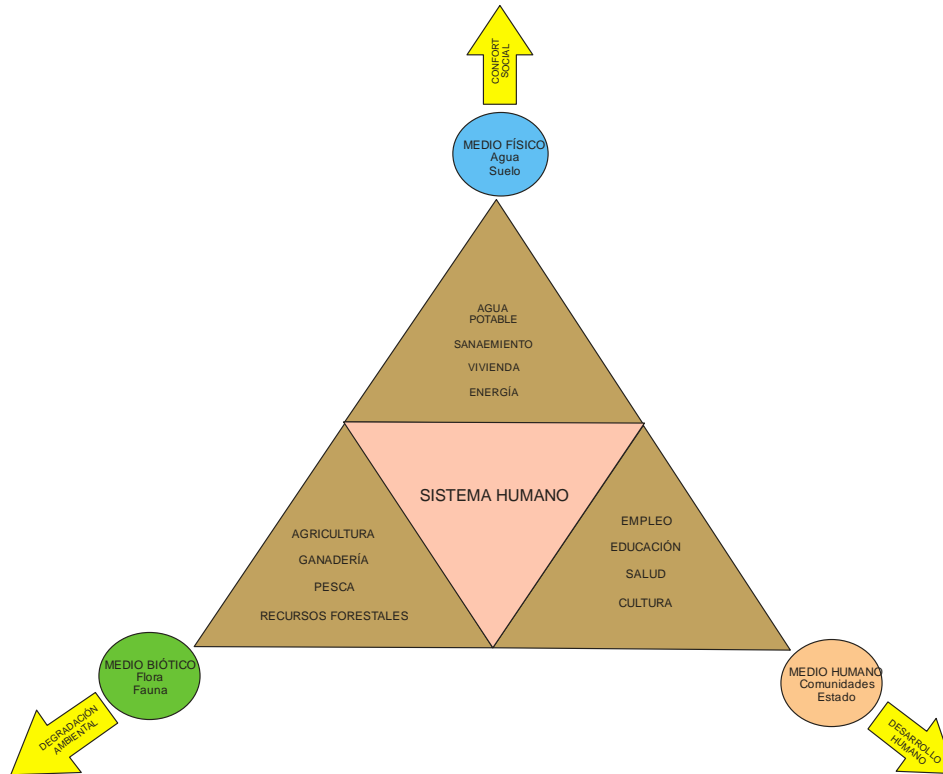 CONFORT
SOCIAL
MEDIO FÍSICO
Agua
Suelo
AGUA
POTABLE
SANAEMIENTO
VIVIENDA
ENERGÍA
SISTEMA HUMANO
AGRICULTURA
GANADERÍA
PESCA
RECURSOS FORESTALES
EMPLEO
EDUCACIÓN
SALUD
CULTURA
MEDIO BIÓTICO
Flora
Fauna
MEDIO HUMANO
Comunidades
Estado
DEGRADACIÓN
AMBIENTAL
DESARROLLO
HUMANO